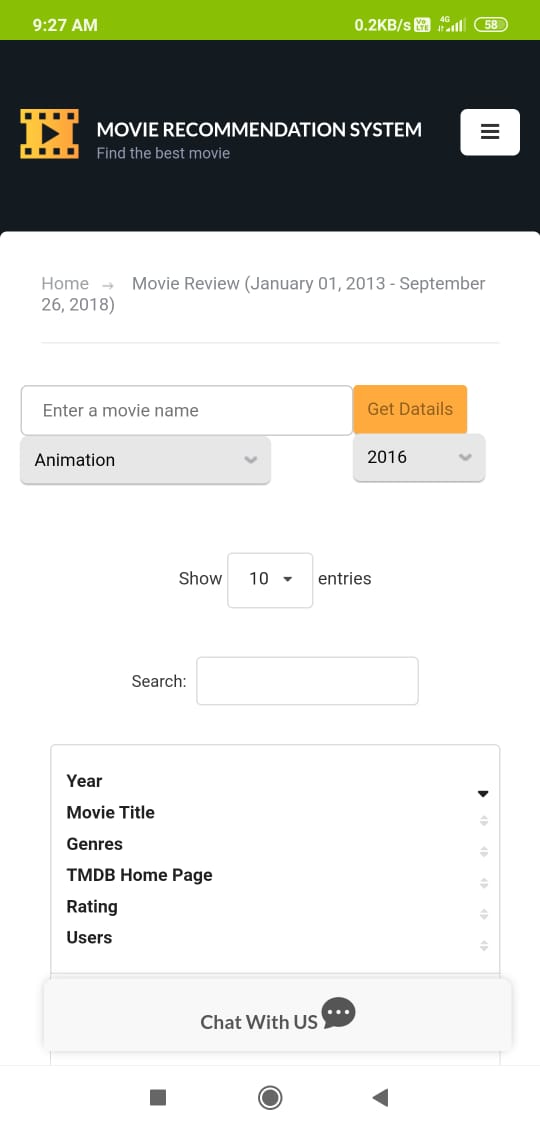 9:27 AM 0.2KB/s Vo LTE 4G 58
MOVIE RECOMMENDATION SYSTEM
Find the best movie
Home → Movie Review (January 01, 2013 - September
26, 2018)
Enter a movie name Get Datails
Animation 2016
Show 10 entries
Search:
Year
Movie Title
Genres
TMDB Home Page
Rating
Users
Chat With US